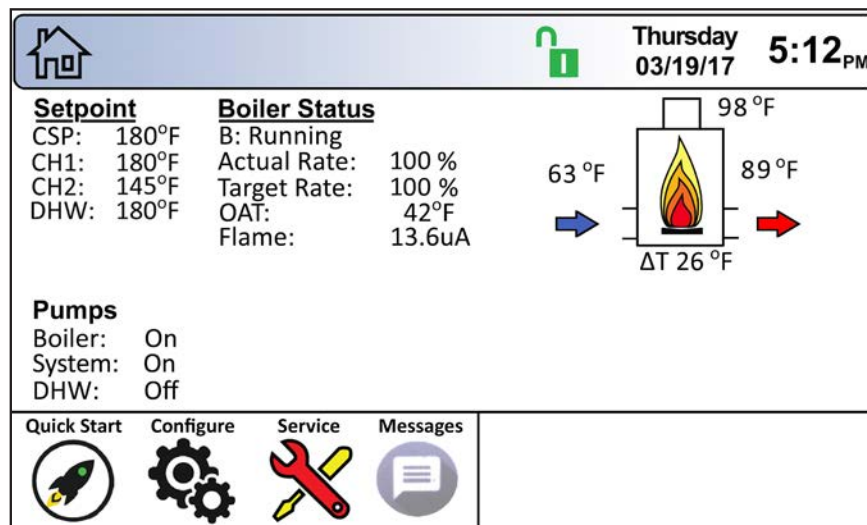 Thursday
03/19/17
5:12PM
Setpoint
CSP: 180°F
CH1: 180°F
CH2: 145°F
DHW: 180°F
Boiler Status
B: Running
Actual Rate: 100 %
Target Rate: 100 %
OAT: 42°F
Flame: 13.6uA
98 °F
63 °F
89 °F
ΔT 26 °F
Pumps
Boiler: On
System: On
DHW: Off
Quick Start
Configure
Service
Messages